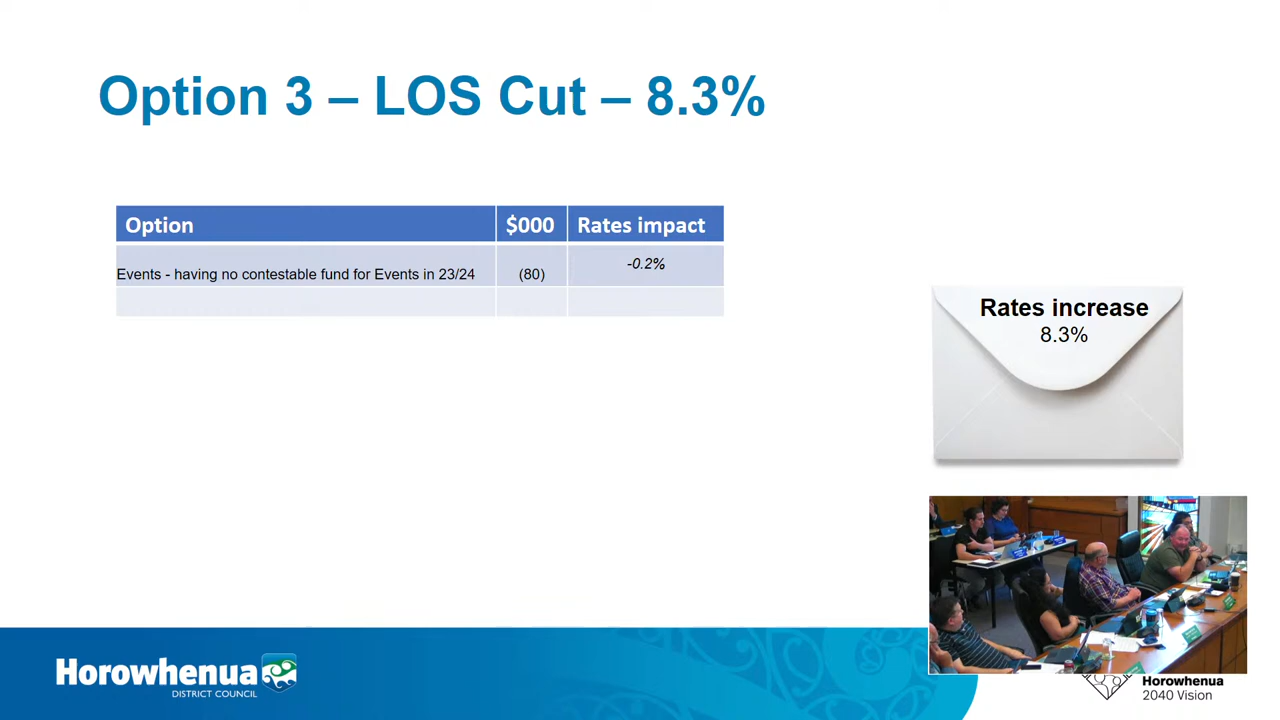 Option 3 – LOS Cut – 8.3%
Option $000 Rates impact
Events - having no contestable fund for Events in 23/24 (80) -0.2%
Rates increase
8.3%
Horowhenua
DISTRICT COUNCIL
Horowhenua
2040 Vision